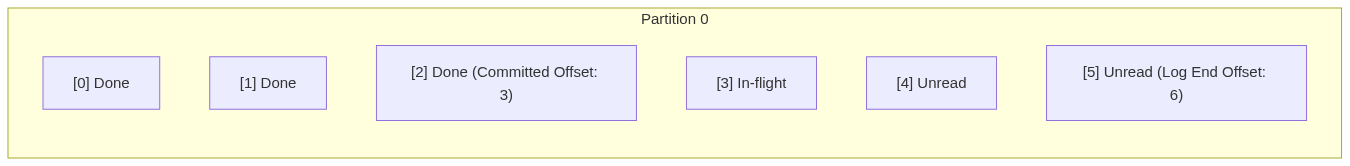 Partition 0
[0] Done
[1] Done
[2] Done (Committed Offset:
3)
[3] In-flight
[4] Unread
[5] Unread (Log End Offset:
6)